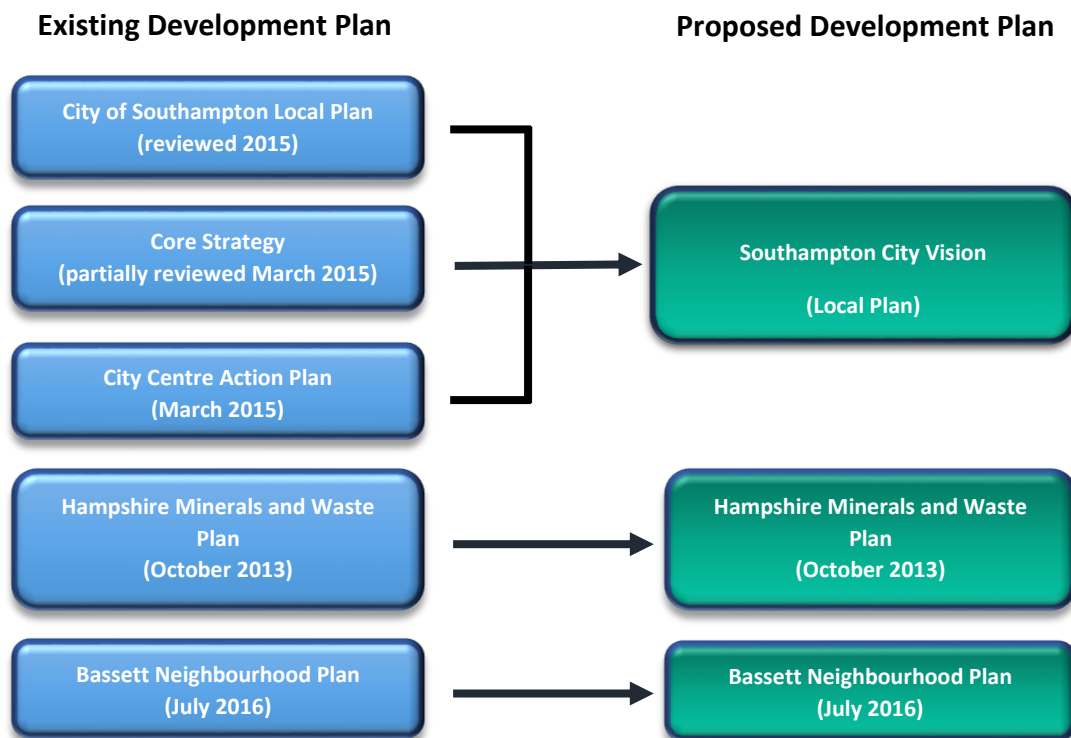 Existing Development Plan
Proposed Development Plan
City of Southampton Local Plan
(reviewed 2015)
Core Strategy
(partially reviewed March 2015)
Southampton City Vision
(Local Plan)
City Centre Action Plan
(March 2015)
Hampshire Minerals and Waste
Plan
(October 2013)
Hampshire Minerals and Waste
Plan
(October 2013)
Bassett Neighbourhood Plan
(July 2016)
Bassett Neighbourhood Plan
(July 2016)